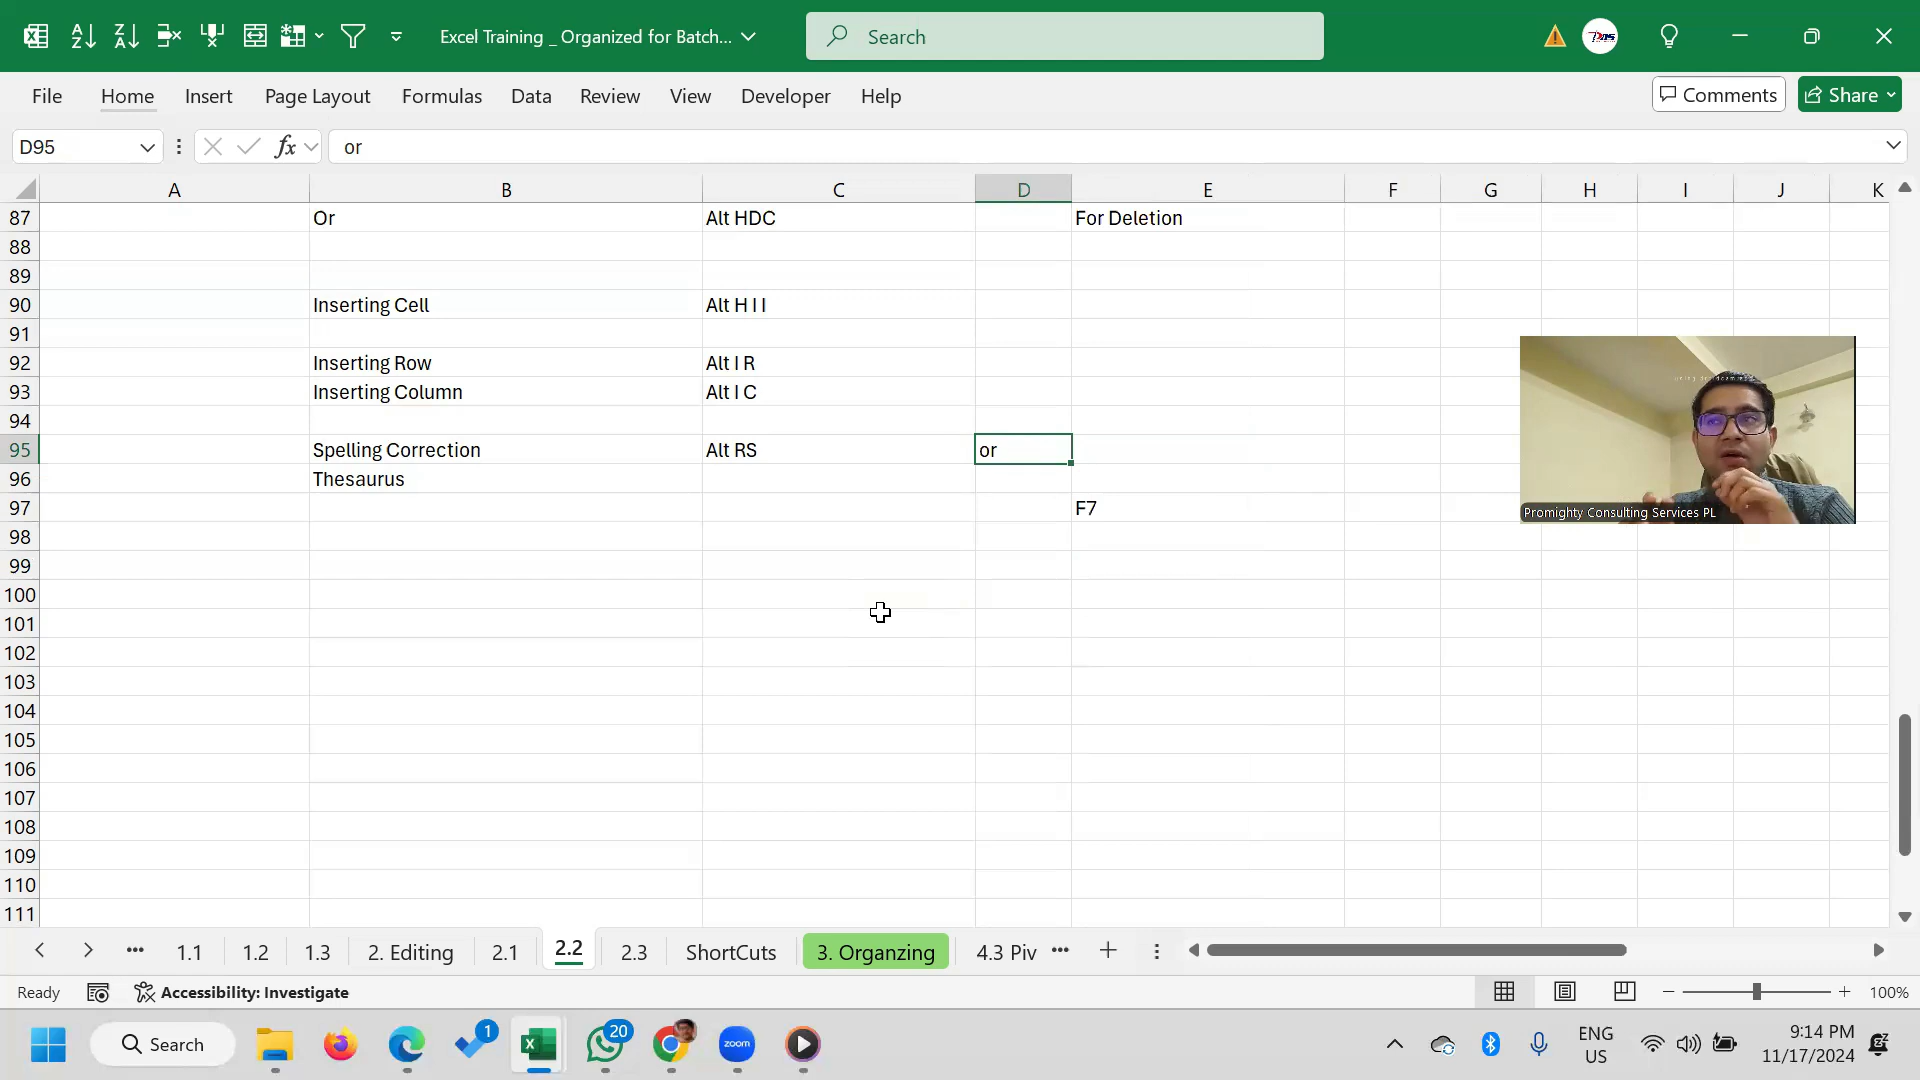 Excel Training _ Organized for Batch...
Search
File Home Insert Page Layout Formulas Data Review View Developer Help
Comments Share
D95 fx or
A B C D E F G H I J K
87 Or Alt HDC For Deletion
88
89
90 Inserting Cell Alt H I I
91
92 Inserting Row Alt I R
93 Inserting Column Alt I C
94
95 Spelling Correction Alt RS or
96 Thesaurus
97 F7
98
99
100
101
102
103
104
105
106
107
108
109
110
111
Promighty Consulting Services PL
1.1 1.2 1.3 2. Editing 2.1 2.2 2.3 ShortCuts 3. Organzing 4.3 Piv
Ready Accessibility: Investigate 100%
Search 1 20 zoom
ENG
US
9:14 PM
11/17/2024